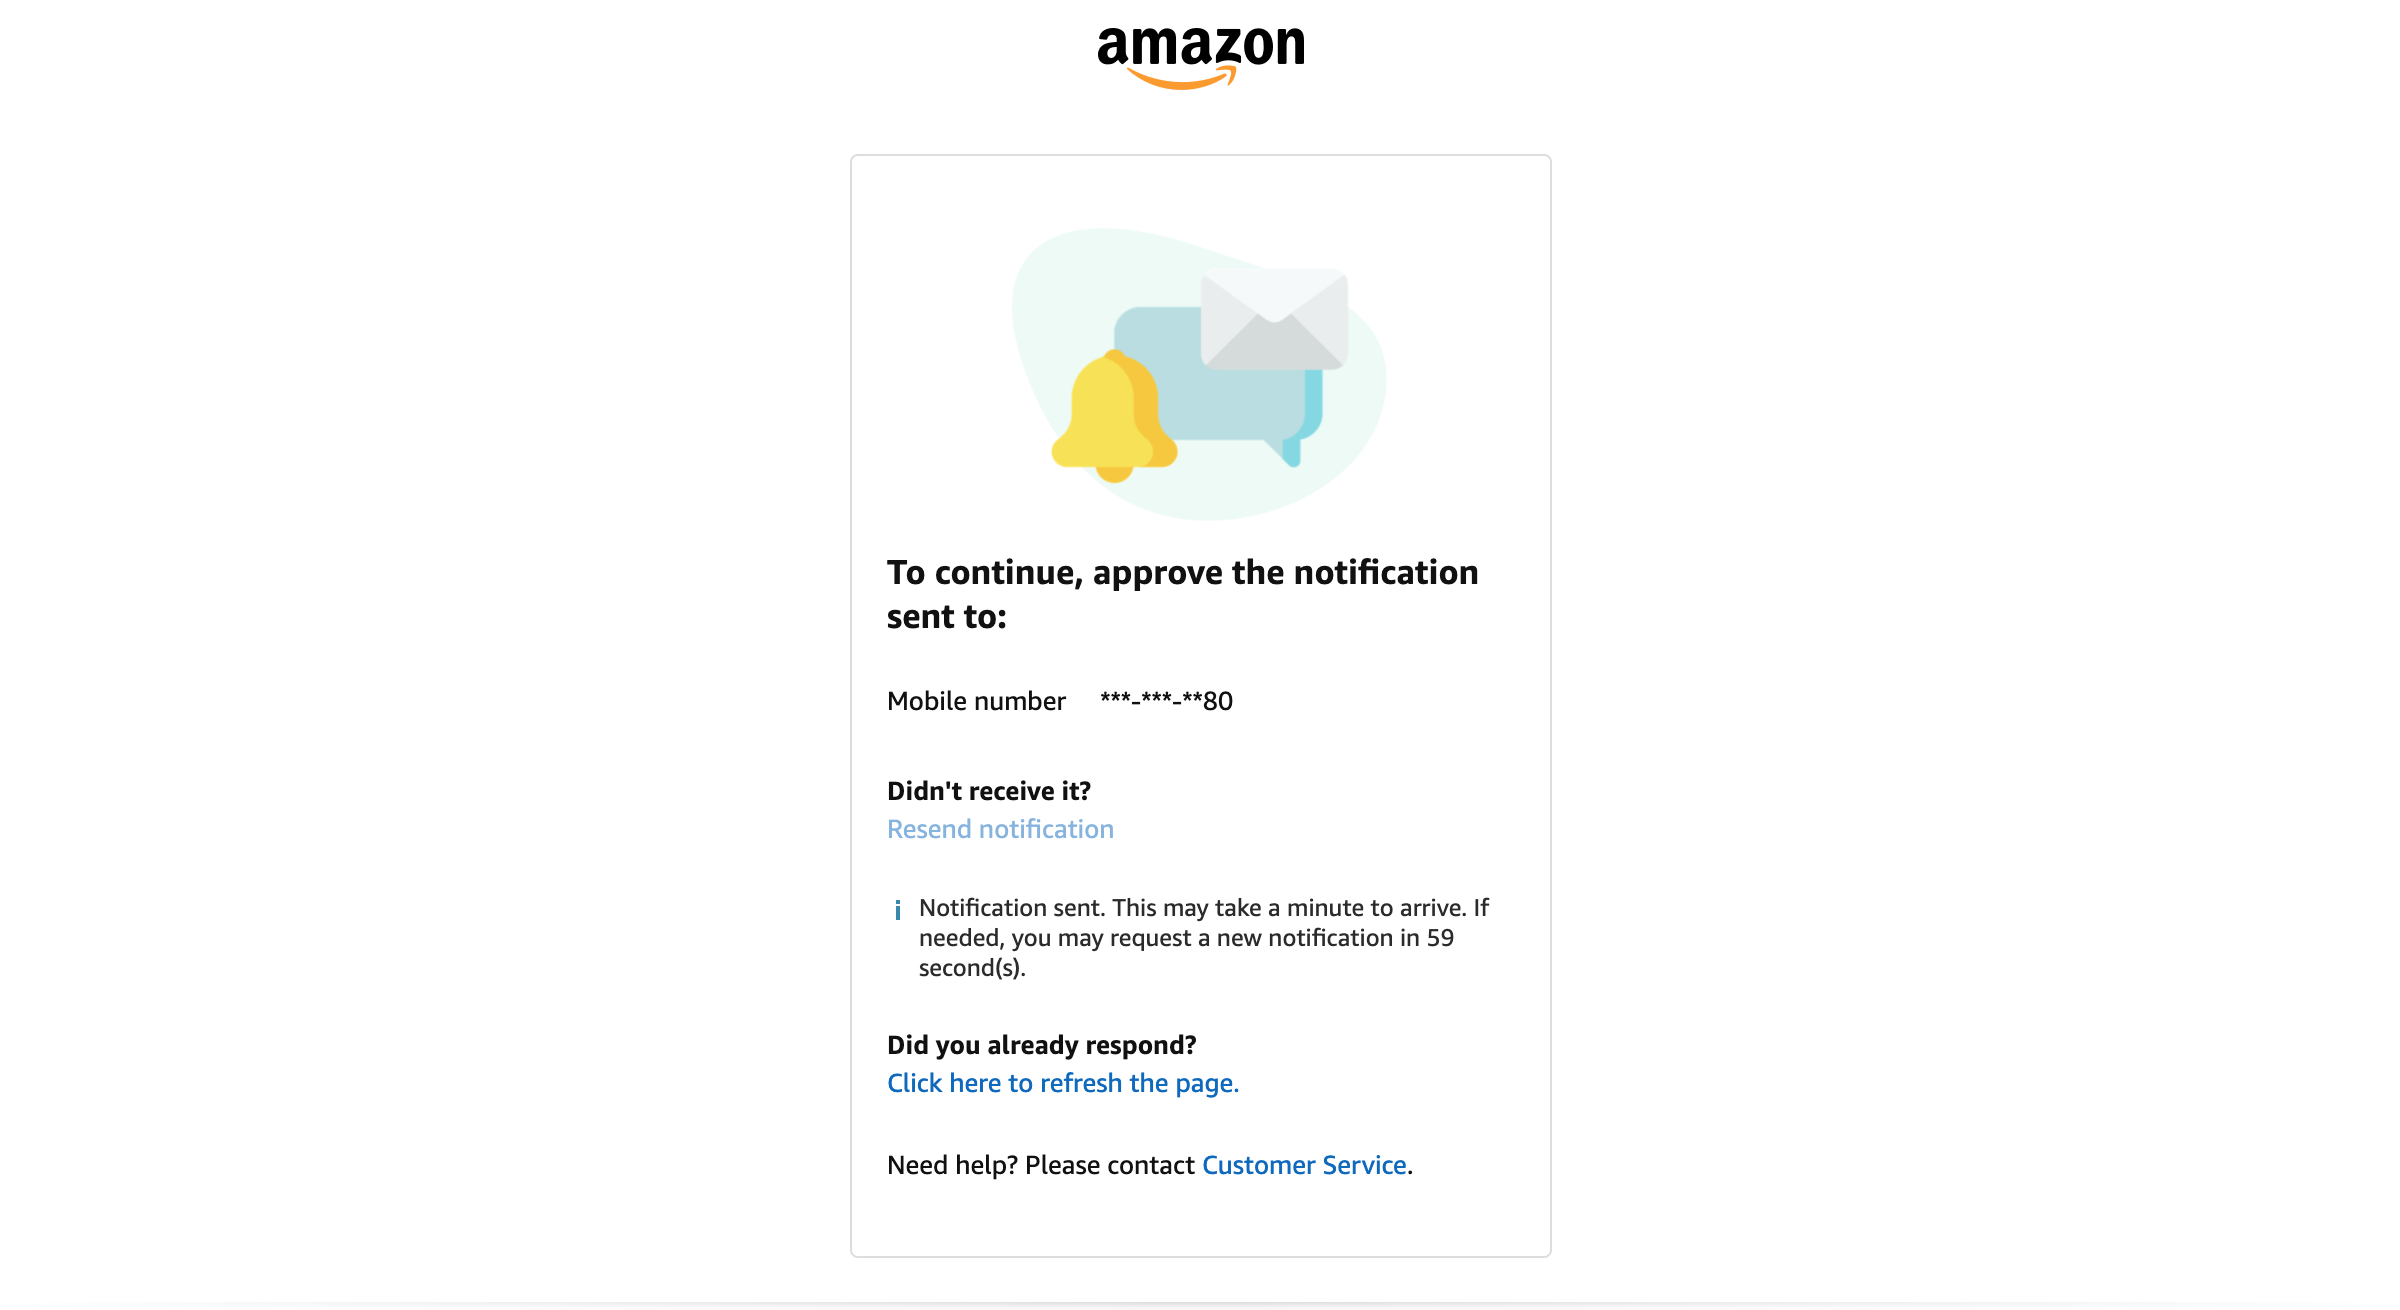 amazon
To continue, approve the notification
sent to:
Mobile number ***-***-**80
Didn't receive it?
Resend notification
i Notification sent. This may take a minute to arrive. If
needed, you may request a new notification in 59
second(s).
Did you already respond?
Click here to refresh the page.
Need help? Please contact Customer Service.